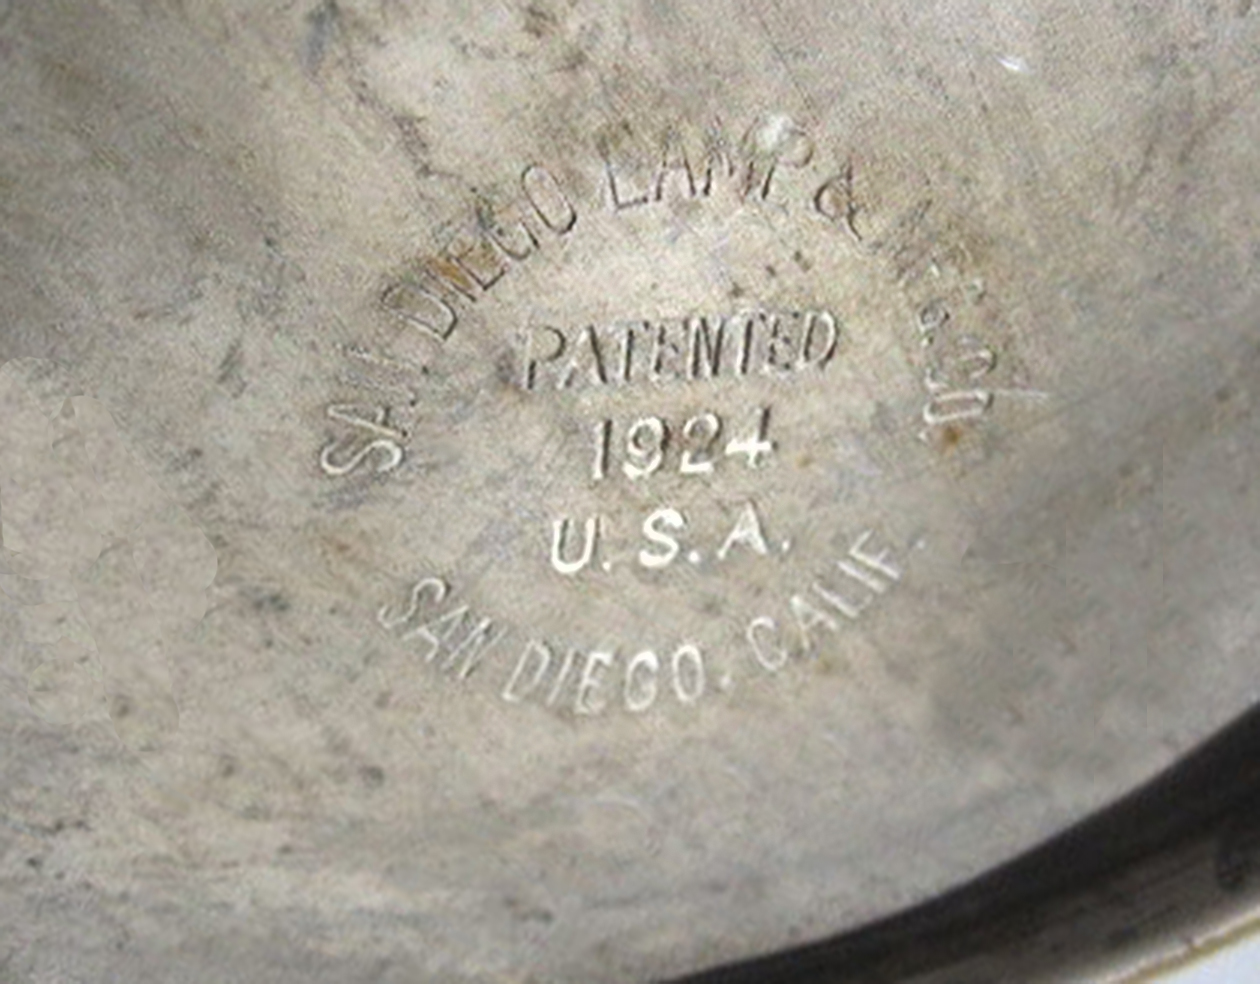 SAN DIEGO LAMP & MFG. CO.
PATENTED
1924
U.S.A.
SAN DIEGO. CALIF.